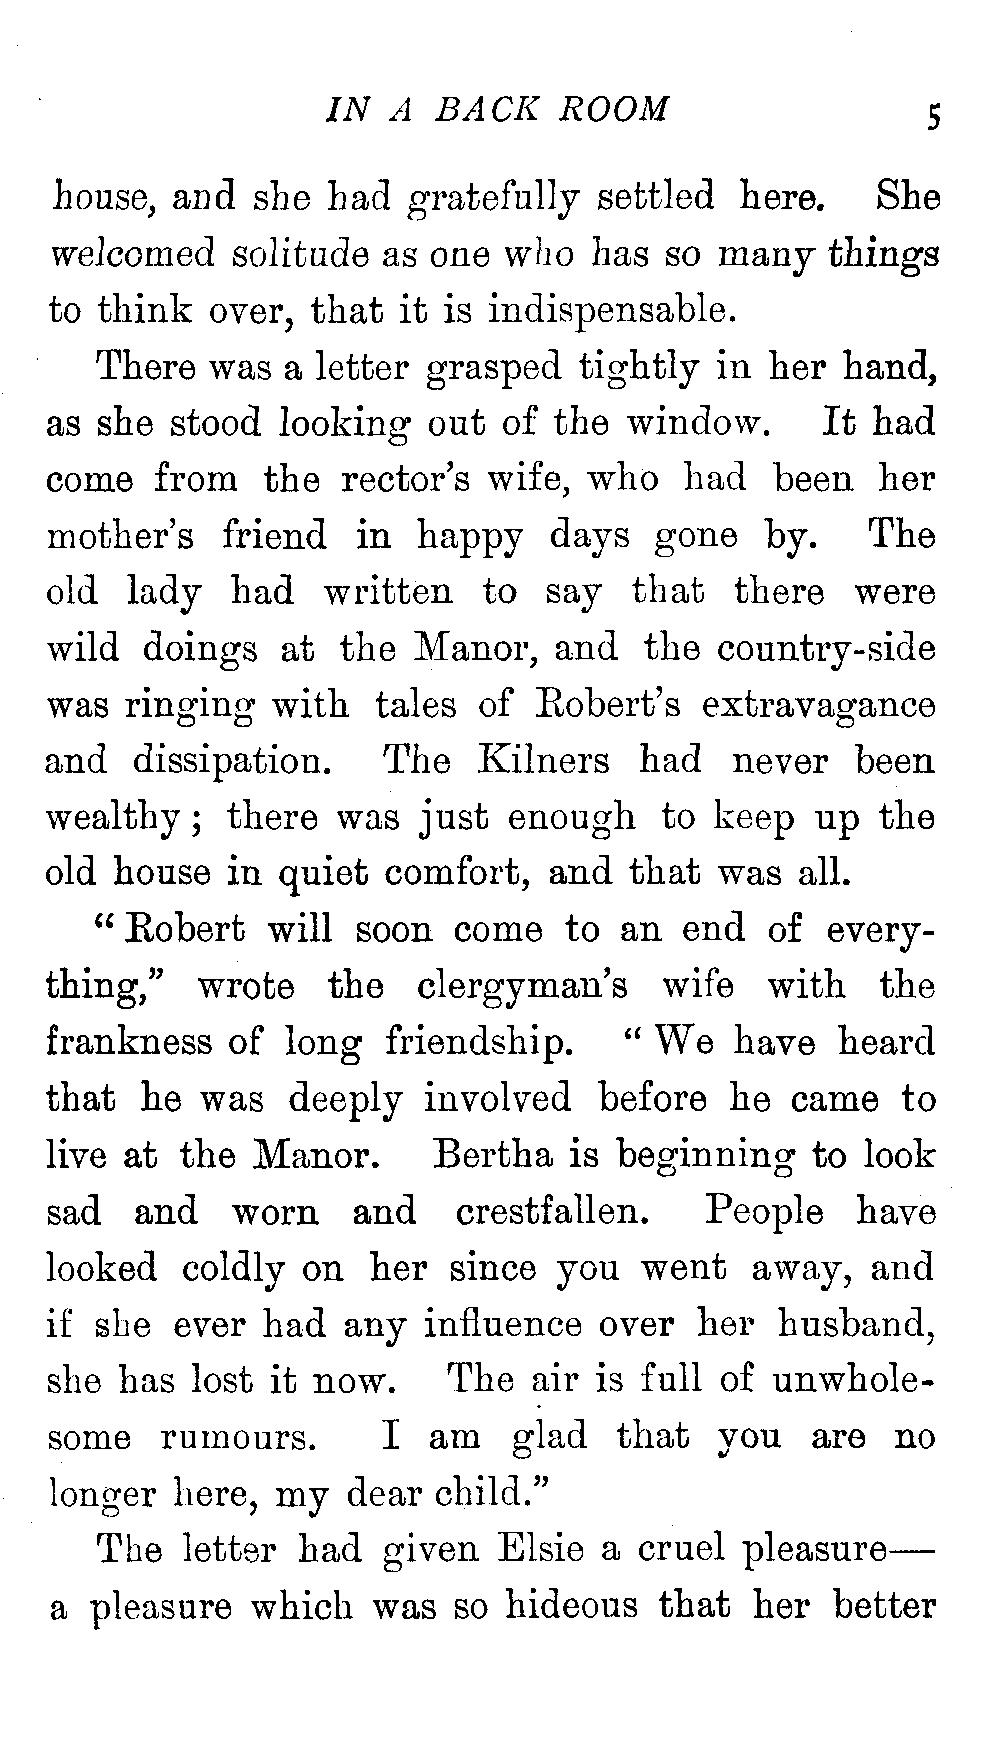 IN A BACK ROOM 5
house, and she had gratefully settled here. She
welcomed solitude as one who has so many things
to think over, that it is indispensable.
There was a letter grasped tightly in her hand,
as she stood looking out of the window. It had
come from the rector's wife, who had been her
mother's friend in happy days gone by. The
old lady had written to say that there were
wild doings at the Manor, and the country-side
was ringing with tales of Robert's extravagance
and dissipation. The Kilners had never been
wealthy ; there was just enough to keep up the
old house in quiet comfort, and that was all.
" Robert will soon come to an end of every-
thing," wrote the clergyman's wife with the
frankness of long friendship. " We have heard
that he was deeply involved before he came to
live at the Manor. Bertha is beginning to look
sad and worn and crestfallen. People have
looked coldly on her since you went away, and
if she ever had any influence over her husband,
she has lost it now. The air is full of unwhole-
some rumours. I am glad that you are no
longer here, my dear child."
The letter had given Elsie a cruel pleasure—
a pleasure which was so hideous that her better